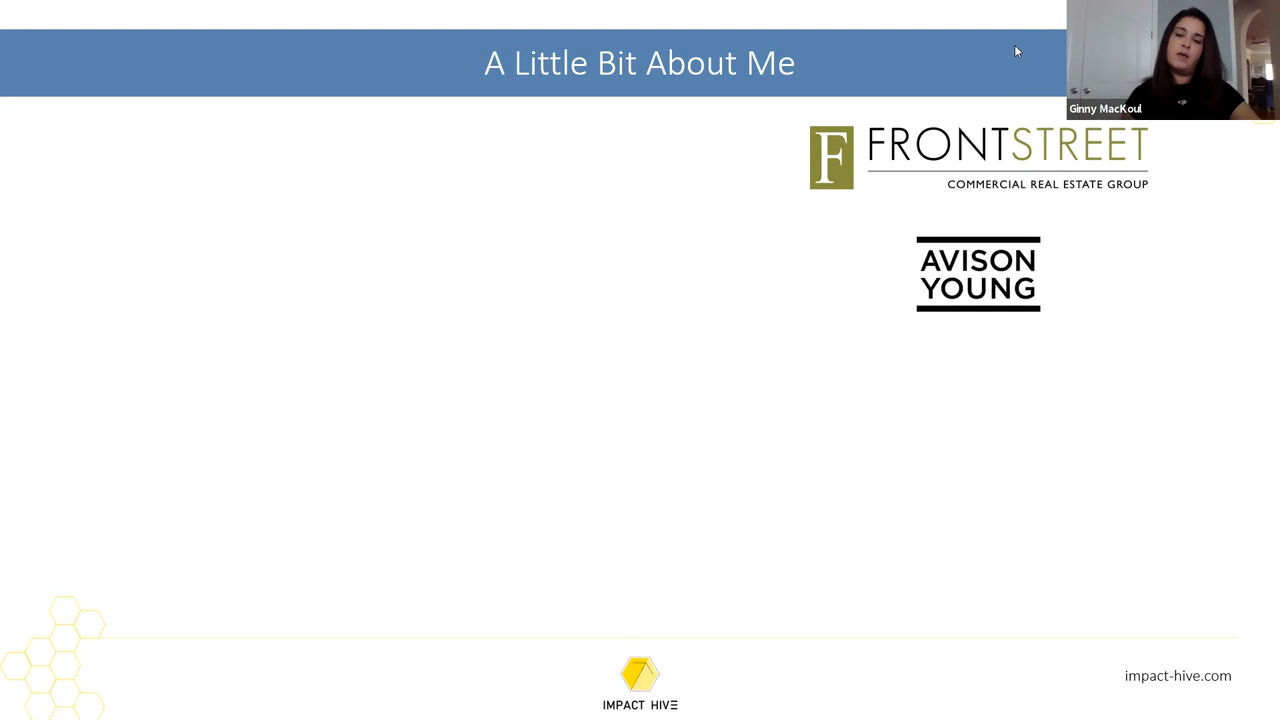 A Little Bit About Me
Ginny MacKoul
F FRONTSTREET
COMMERCIAL REAL ESTATE GROUP
AVISON
YOUNG
IMPACT HIVE
impact-hive.com